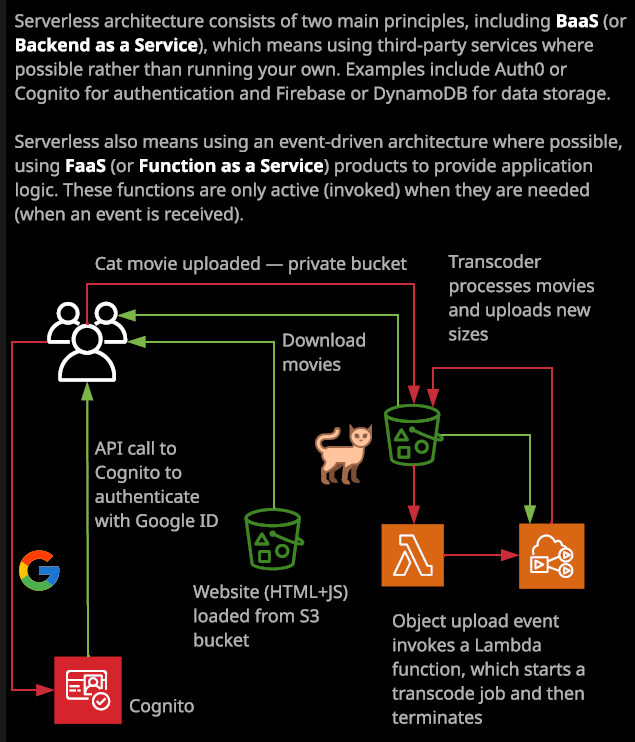 Serverless architecture consists of two main principles, including BaaS (or
Backend as a Service), which means using third-party services where
possible rather than running your own. Examples include Auth0 or
Cognito for authentication and Firebase or DynamoDB for data storage.
Serverless also means using an event-driven architecture where possible,
using FaaS (or Function as a Service) products to provide application
logic. These functions are only active (invoked) when they are needed
(when an event is received).
Cat movie uploaded — private bucket
Transcoder
processes movies
and uploads new
sizes
Download
movies
API call to
Cognito to
authenticate
with Google ID
Website (HTML+JS)
loaded from S3
bucket
Object upload event
invokes a Lambda
function, which starts a
transcode job and then
terminates
Cognito